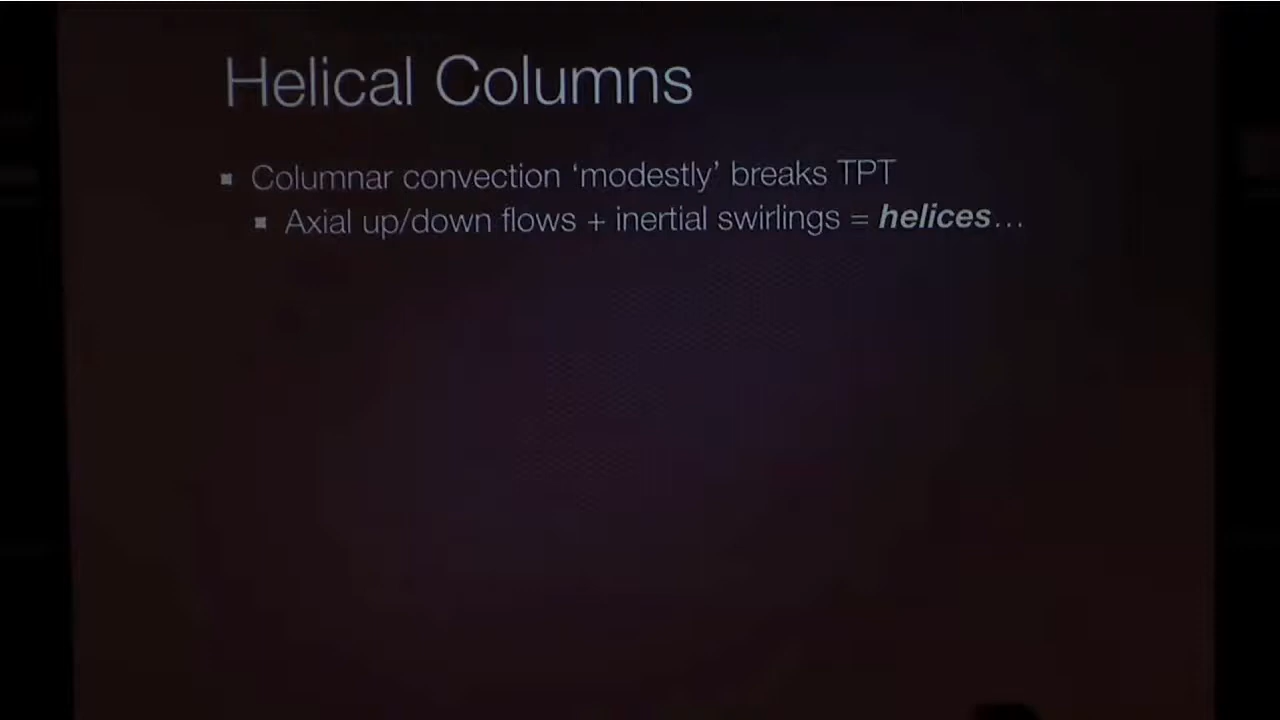 Helical Columns
▪ Columnar convection ‘modestly’ breaks TPT
▪ Axial up/down flows + inertial swirlings = helices…